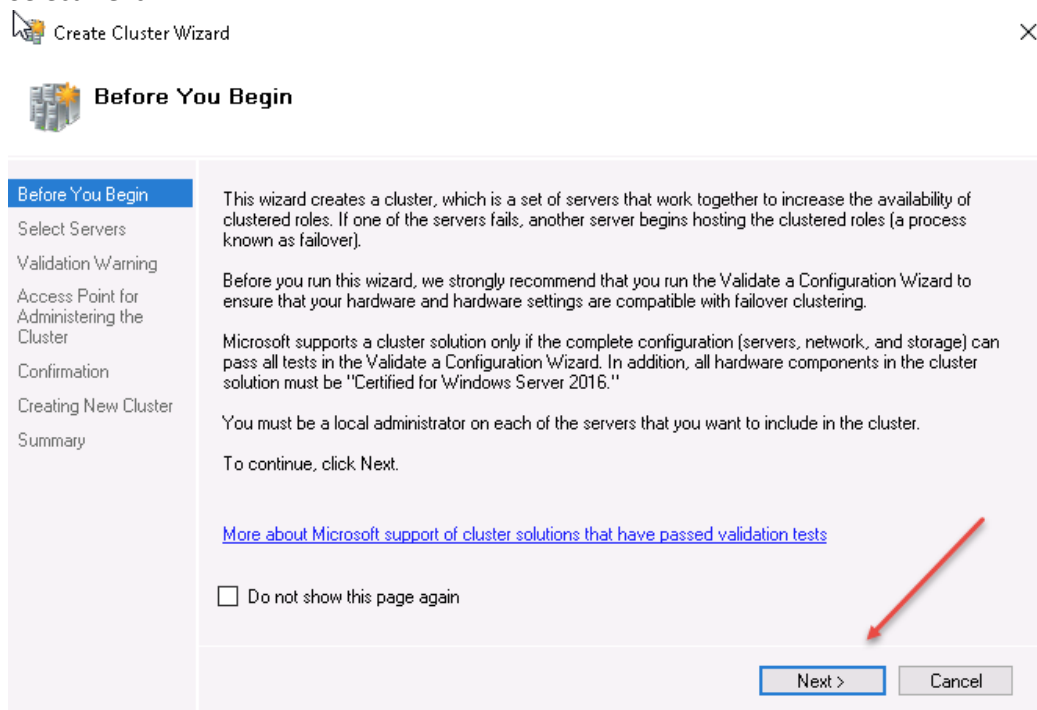 Create Cluster Wizard
Before You Begin
Before You Begin
Select Servers
Validation Warning
Access Point for
Administering the
Cluster
Confirmation
Creating New Cluster
Summary
This wizard creates a cluster, which is a set of servers that work together to increase the availability of
clustered roles. If one of the servers fails, another server begins hosting the clustered roles (a process
known as failover).
Before you run this wizard, we strongly recommend that you run the Validate a Configuration Wizard to
ensure that your hardware and hardware settings are compatible with failover clustering.
Microsoft supports a cluster solution only if the complete configuration (servers, network, and storage) can
pass all tests in the Validate a Configuration Wizard. In addition, all hardware components in the cluster
solution must be "Certified for Windows Server 2016."
You must be a local administrator on each of the servers that you want to include in the cluster.
To continue, click Next.
More about Microsoft support of cluster solutions that have passed validation tests
Do not show this page again
Next >
Cancel